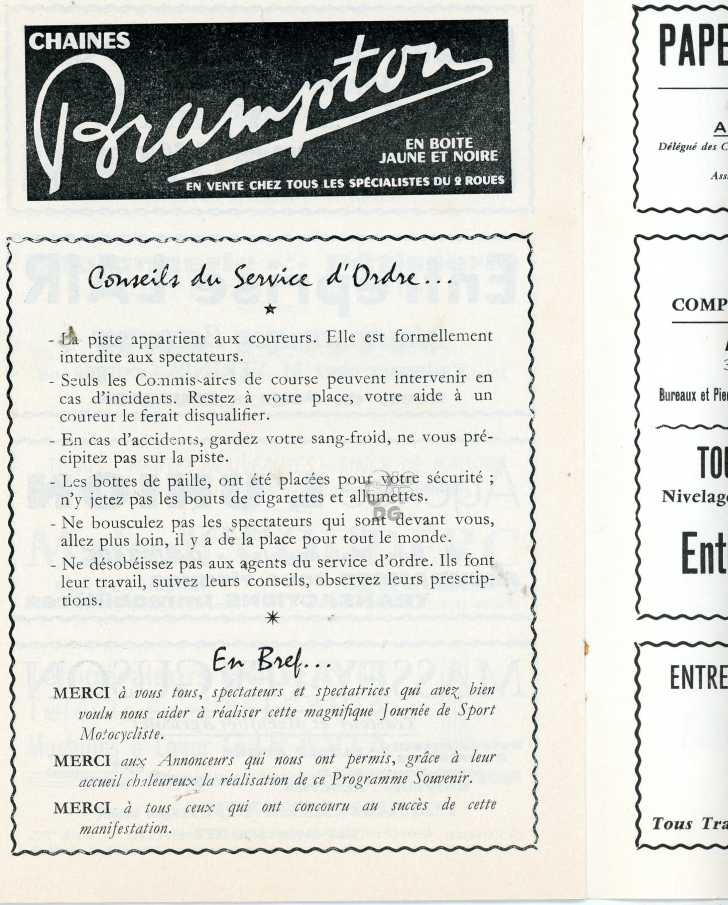 CHAINES
Brampton
EN BOITE
JAUNE ET NOIRE
EN VENTE CHEZ TOUS LES SPÉCIALISTES DU 2 ROUES
Conseils du Service d'Ordre...
- La piste appartient aux coureurs. Elle est formellement
interdite aux spectateurs.
- Seuls les Commissaires de course peuvent intervenir en
cas d'incidents. Restez à votre place, votre aide à un
coureur le ferait disqualifier.
- En cas d'accidents, gardez votre sang-froid, ne vous pré-
cipitez pas sur la piste.
- Les bottes de paille, ont été placées pour votre sécurité ;
n'y jetez pas les bouts de cigarettes et allumettes.
- Ne bousculez pas les spectateurs qui sont devant vous,
allez plus loin, il y a de la place pour tout le monde.
- Ne désobéissez pas aux agents du service d'ordre. Ils font
leur travail, suivez leurs conseils, observez leurs prescrip-
tions.
En Bref...
MERCI à vous tous, spectateurs et spectatrices qui avez bien
voulu nous aider à réaliser cette magnifique Journée de Sport
Motocycliste.
MERCI aux Annonceurs qui nous ont permis, grâce à leur
accueil chaleureux la réalisation de ce Programme Souvenir.
MERCI à tous ceux qui ont concouru au succès de cette
manifestation.
PAPE
A
Délégué des C
Ass
COMP
Bureaux et Pie
TOU
Nivelage
Ent
ENTRE
Tous Tra